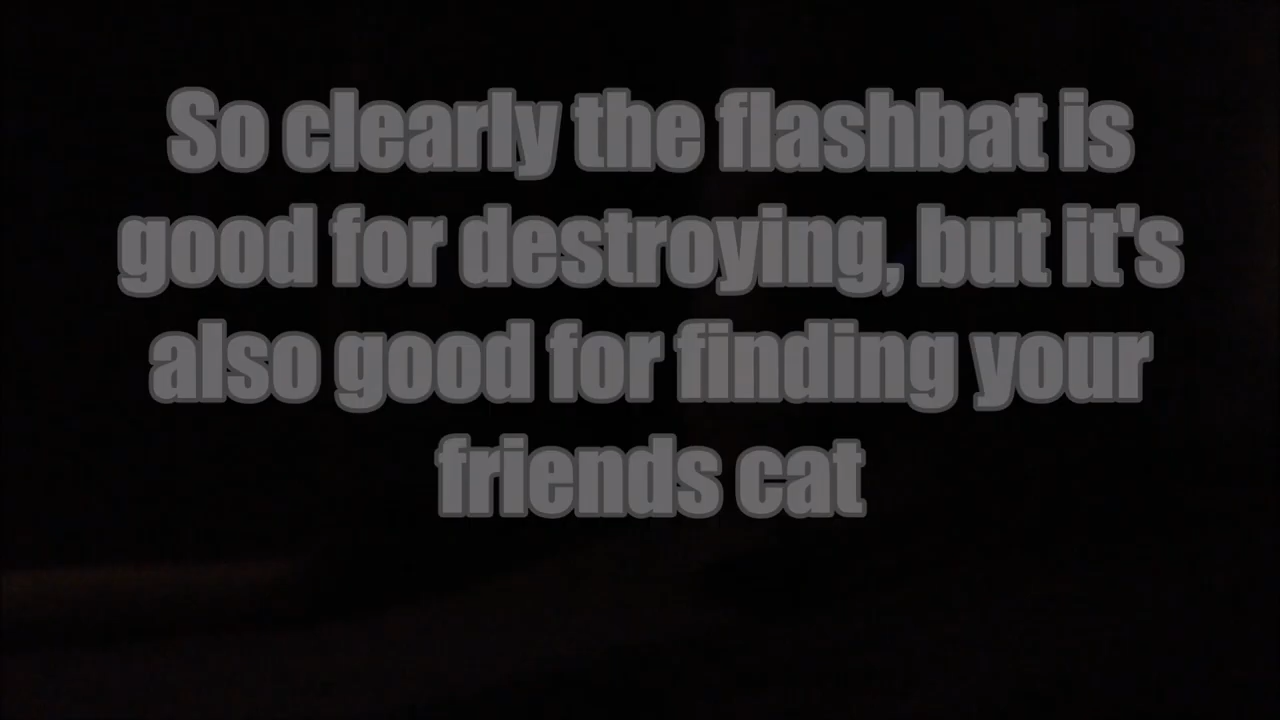 So clearly the flashbat is
good for destroying, but it's
also good for finding your
friends cat